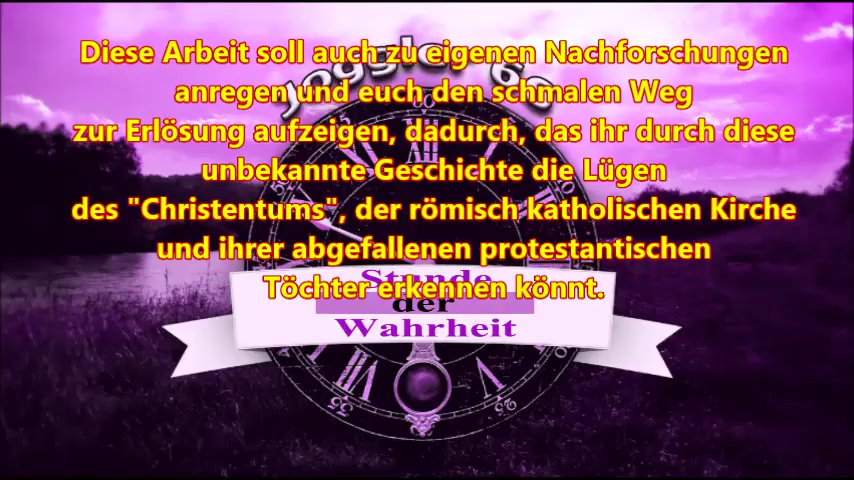 Diese Arbeit soll auch zu eigenen Nachforschungen
anregen und euch den schmalen Weg
zur Erlösung aufzeigen, dadurch, das ihr durch diese
unbekannte Geschichte die Lügen
des "Christentums", der römisch katholischen Kirche
und ihrer abgefallenen protestantischen
Töchter erkennen könnt.
Stunde
der
Wahrheit